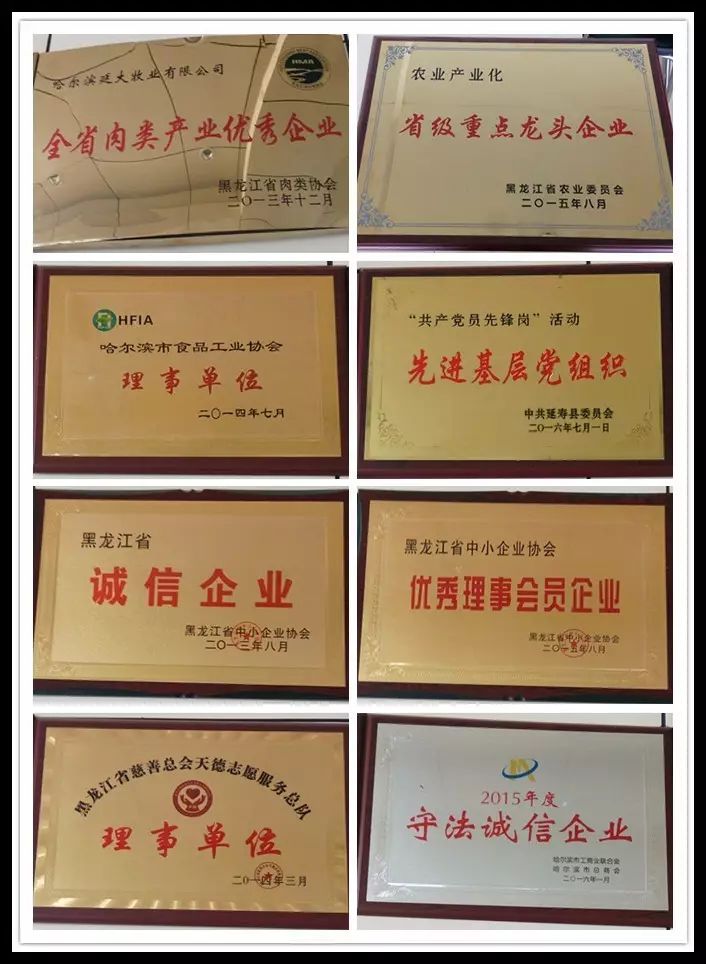 哈尔滨廷大牧业有限公司
全省肉类产业优秀企业
黑龙江省肉类协会
二〇一三年十二月
农业产业化
省级重点龙头企业
黑龙江省农业委员会
二〇一五年八月
HFIA
哈尔滨市食品工业协会
理事单位
二〇一四年七月
“共产党员先锋岗”活动
先进基层党组织
中共延寿县委员会
二〇一六年七月一日
黑龙江省
诚信企业
黑龙江省中小企业协会
二〇一三年八月
黑龙江省中小企业协会
优秀理事会员企业
黑龙江省中小企业协会
二〇一五年八月
黑龙江省慈善总会天德志愿服务总队
理事单位
二〇一四年三月
2015年度
守法诚信企业
哈尔滨市工商业联合会
哈尔滨市总商会
二〇一六年一月